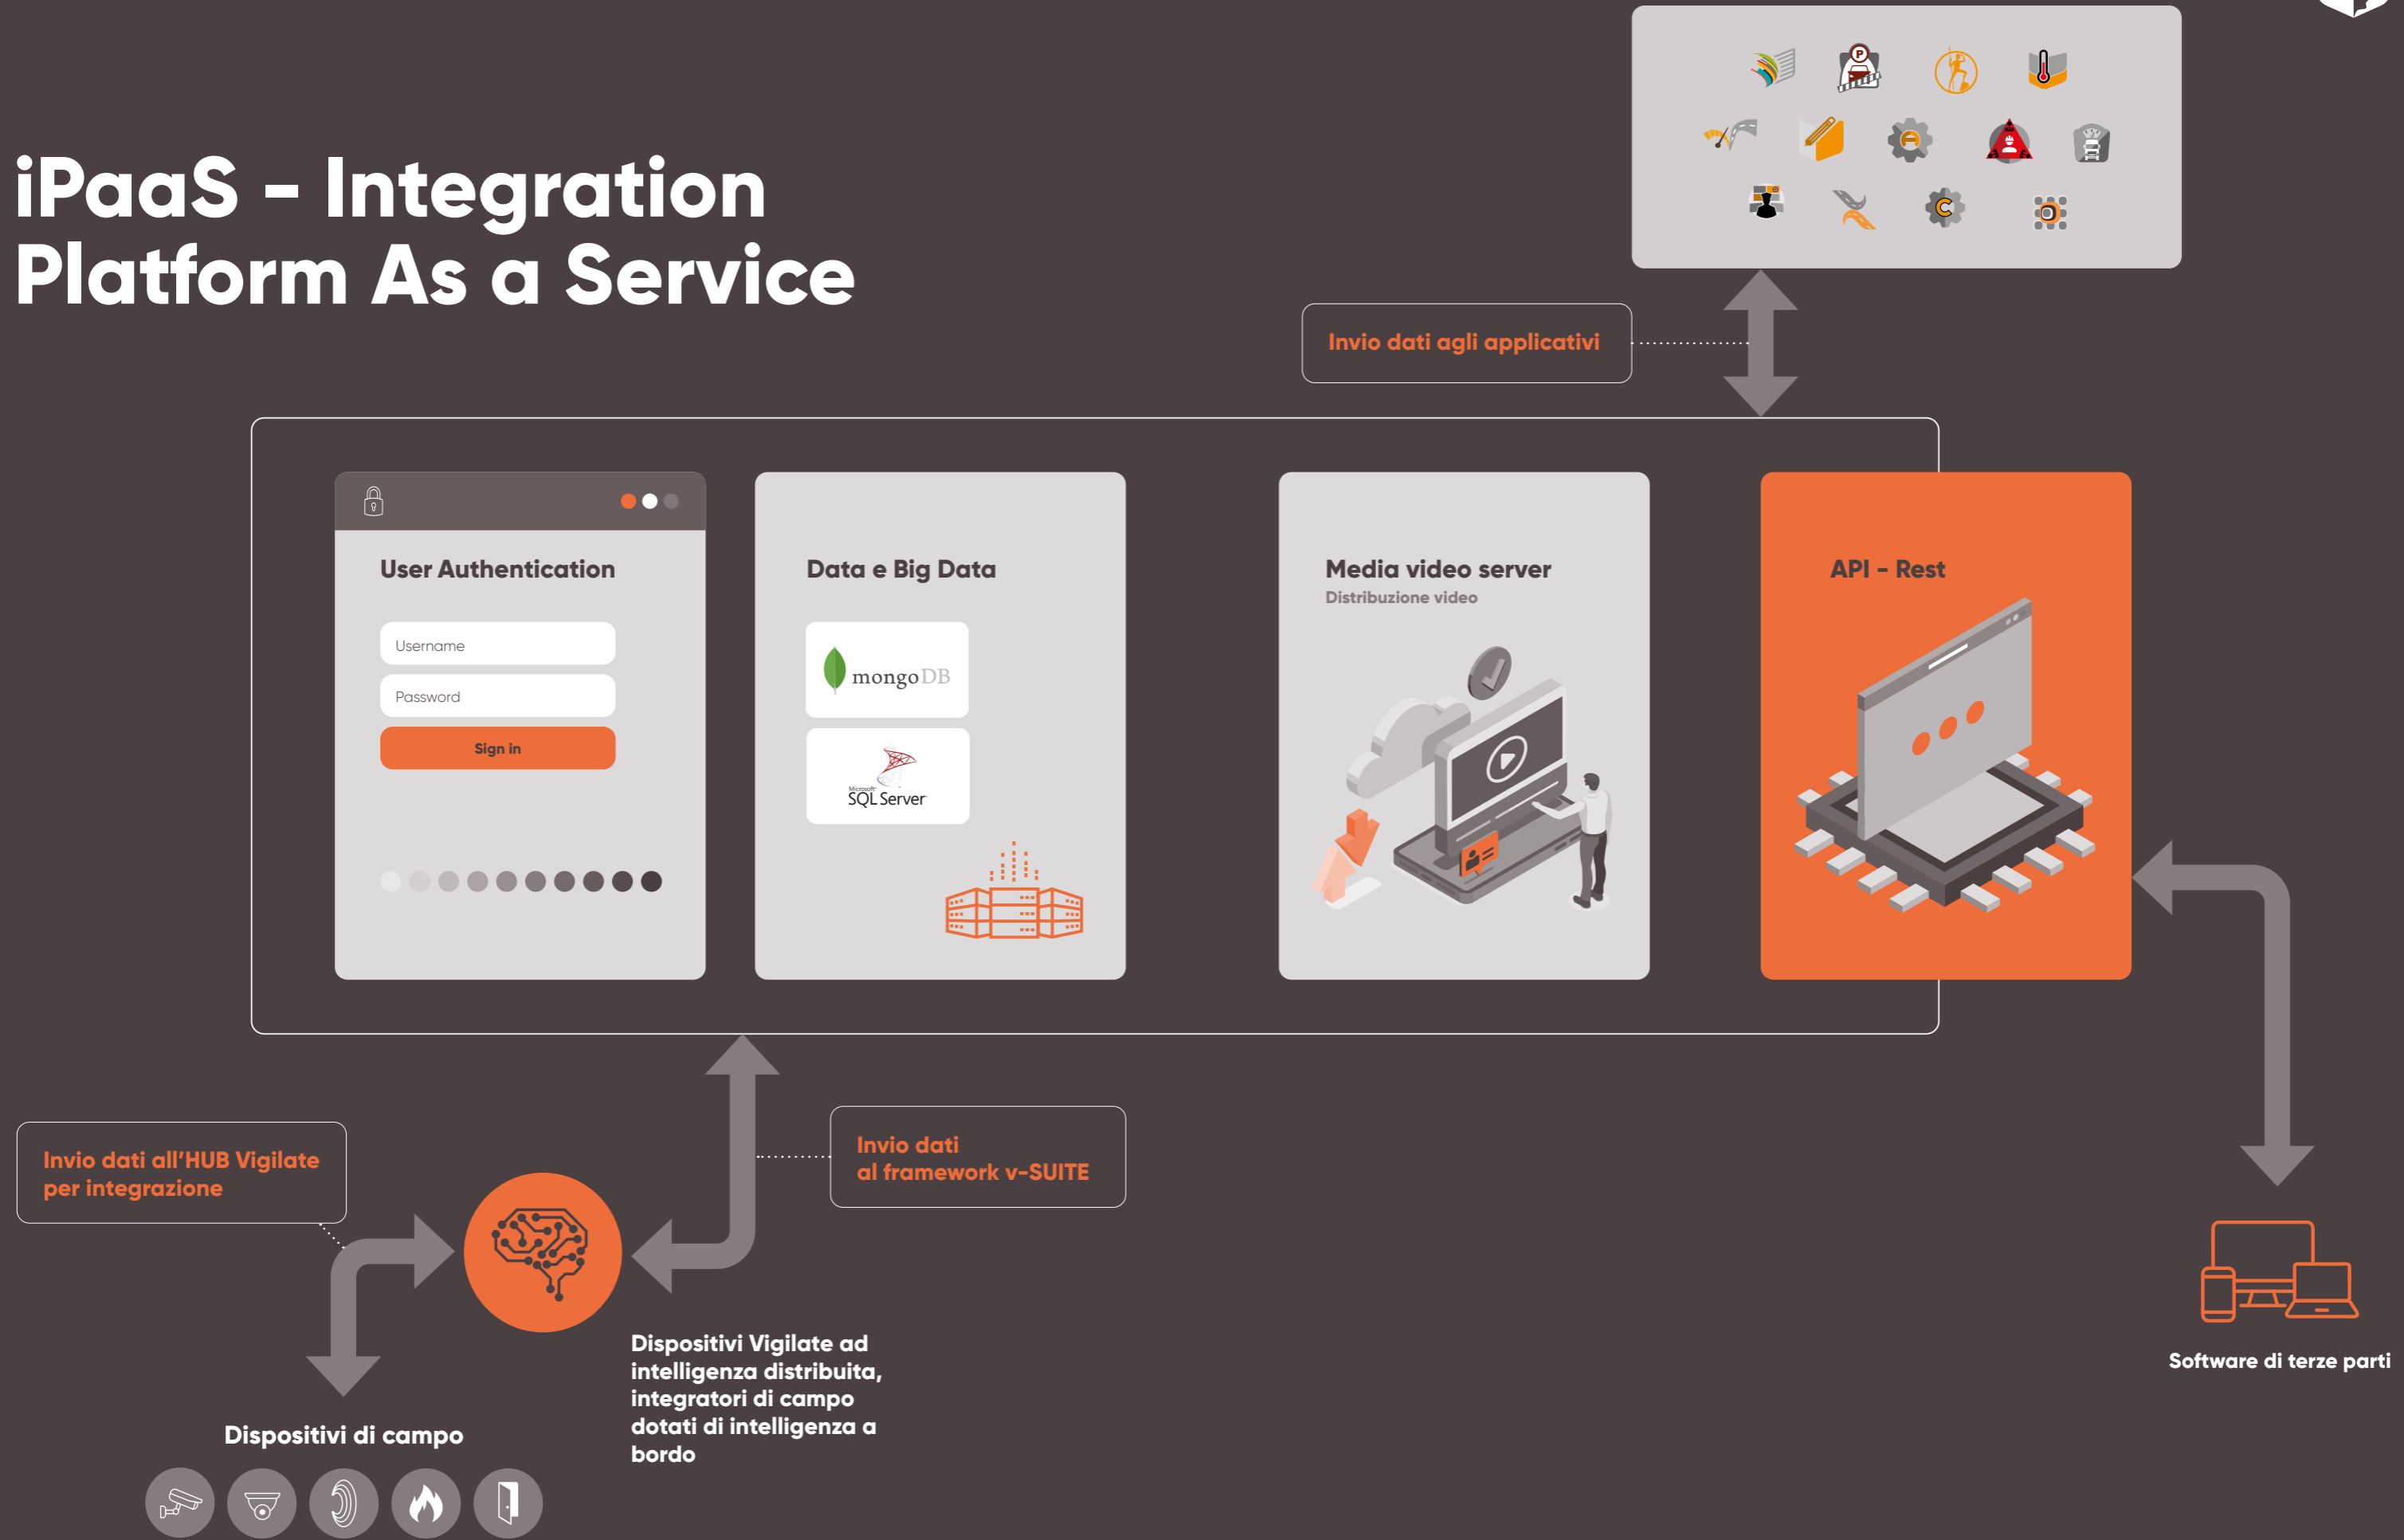 iPaaS - Integration
Platform As a Service
P
A
C
Invio dati agli applicativi
User Authentication
Username
Password
Sign in
Data e Big Data
mongoDB
Microsoft
SQL Server
Media video server
Distribuzione video
API - Rest
Invio dati all'HUB Vigilate
per integrazione
Invio dati
al framework v-SUITE
Dispositivi Vigilate ad
intelligenza distribuita,
integratori di campo
dotati di intelligenza a
bordo
Dispositivi di campo
Software di terze parti